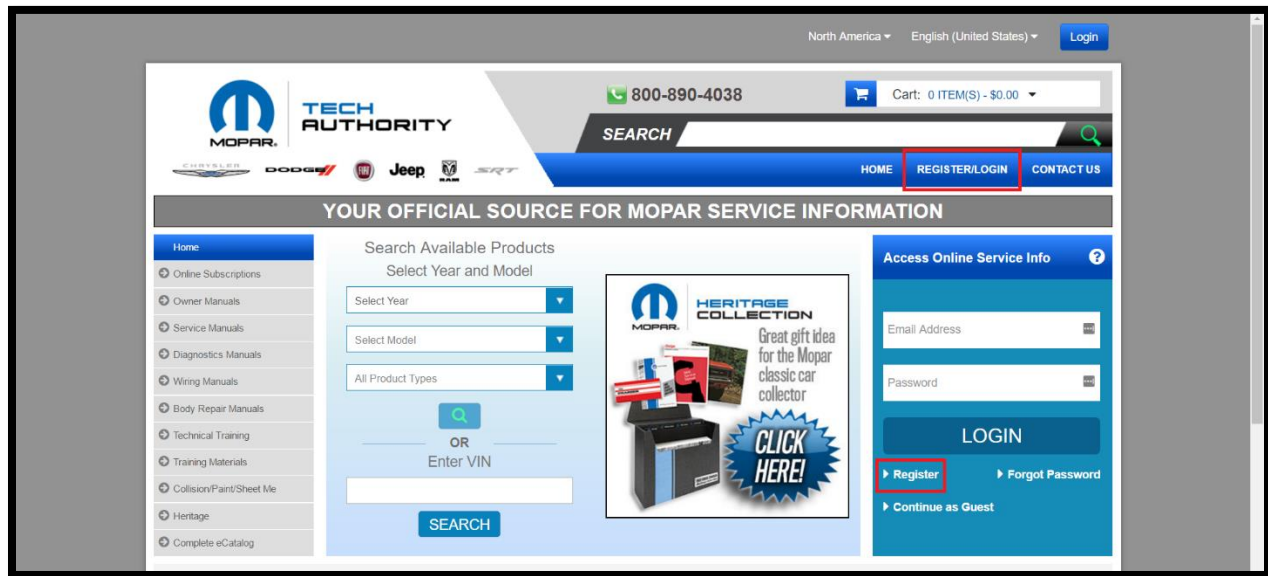 North America English (United States) Login
MOPAR.
TECH
AUTHORITY
800-890-4038
Cart: 0 ITEM(S) - $0.00
SEARCH
CHRYSLER DODGE FIAT Jeep RAM SRT
HOME REGISTER/LOGIN CONTACT US
YOUR OFFICIAL SOURCE FOR MOPAR SERVICE INFORMATION
Home
Online Subscriptions
Owner Manuals
Service Manuals
Diagnostics Manuals
Wiring Manuals
Body Repair Manuals
Technical Training
Training Materials
Collision/Paint/Sheet Me
Heritage
Complete eCatalog
Search Available Products
Select Year and Model
Select Year
Select Model
All Product Types
OR
Enter VIN
SEARCH
MOPAR.
HERITAGE
COLLECTION
Great gift idea
for the Mopar
classic car
collector
CLICK
HERE!
Access Online Service Info ?
Email Address
Password
LOGIN
Register Forgot Password
Continue as Guest